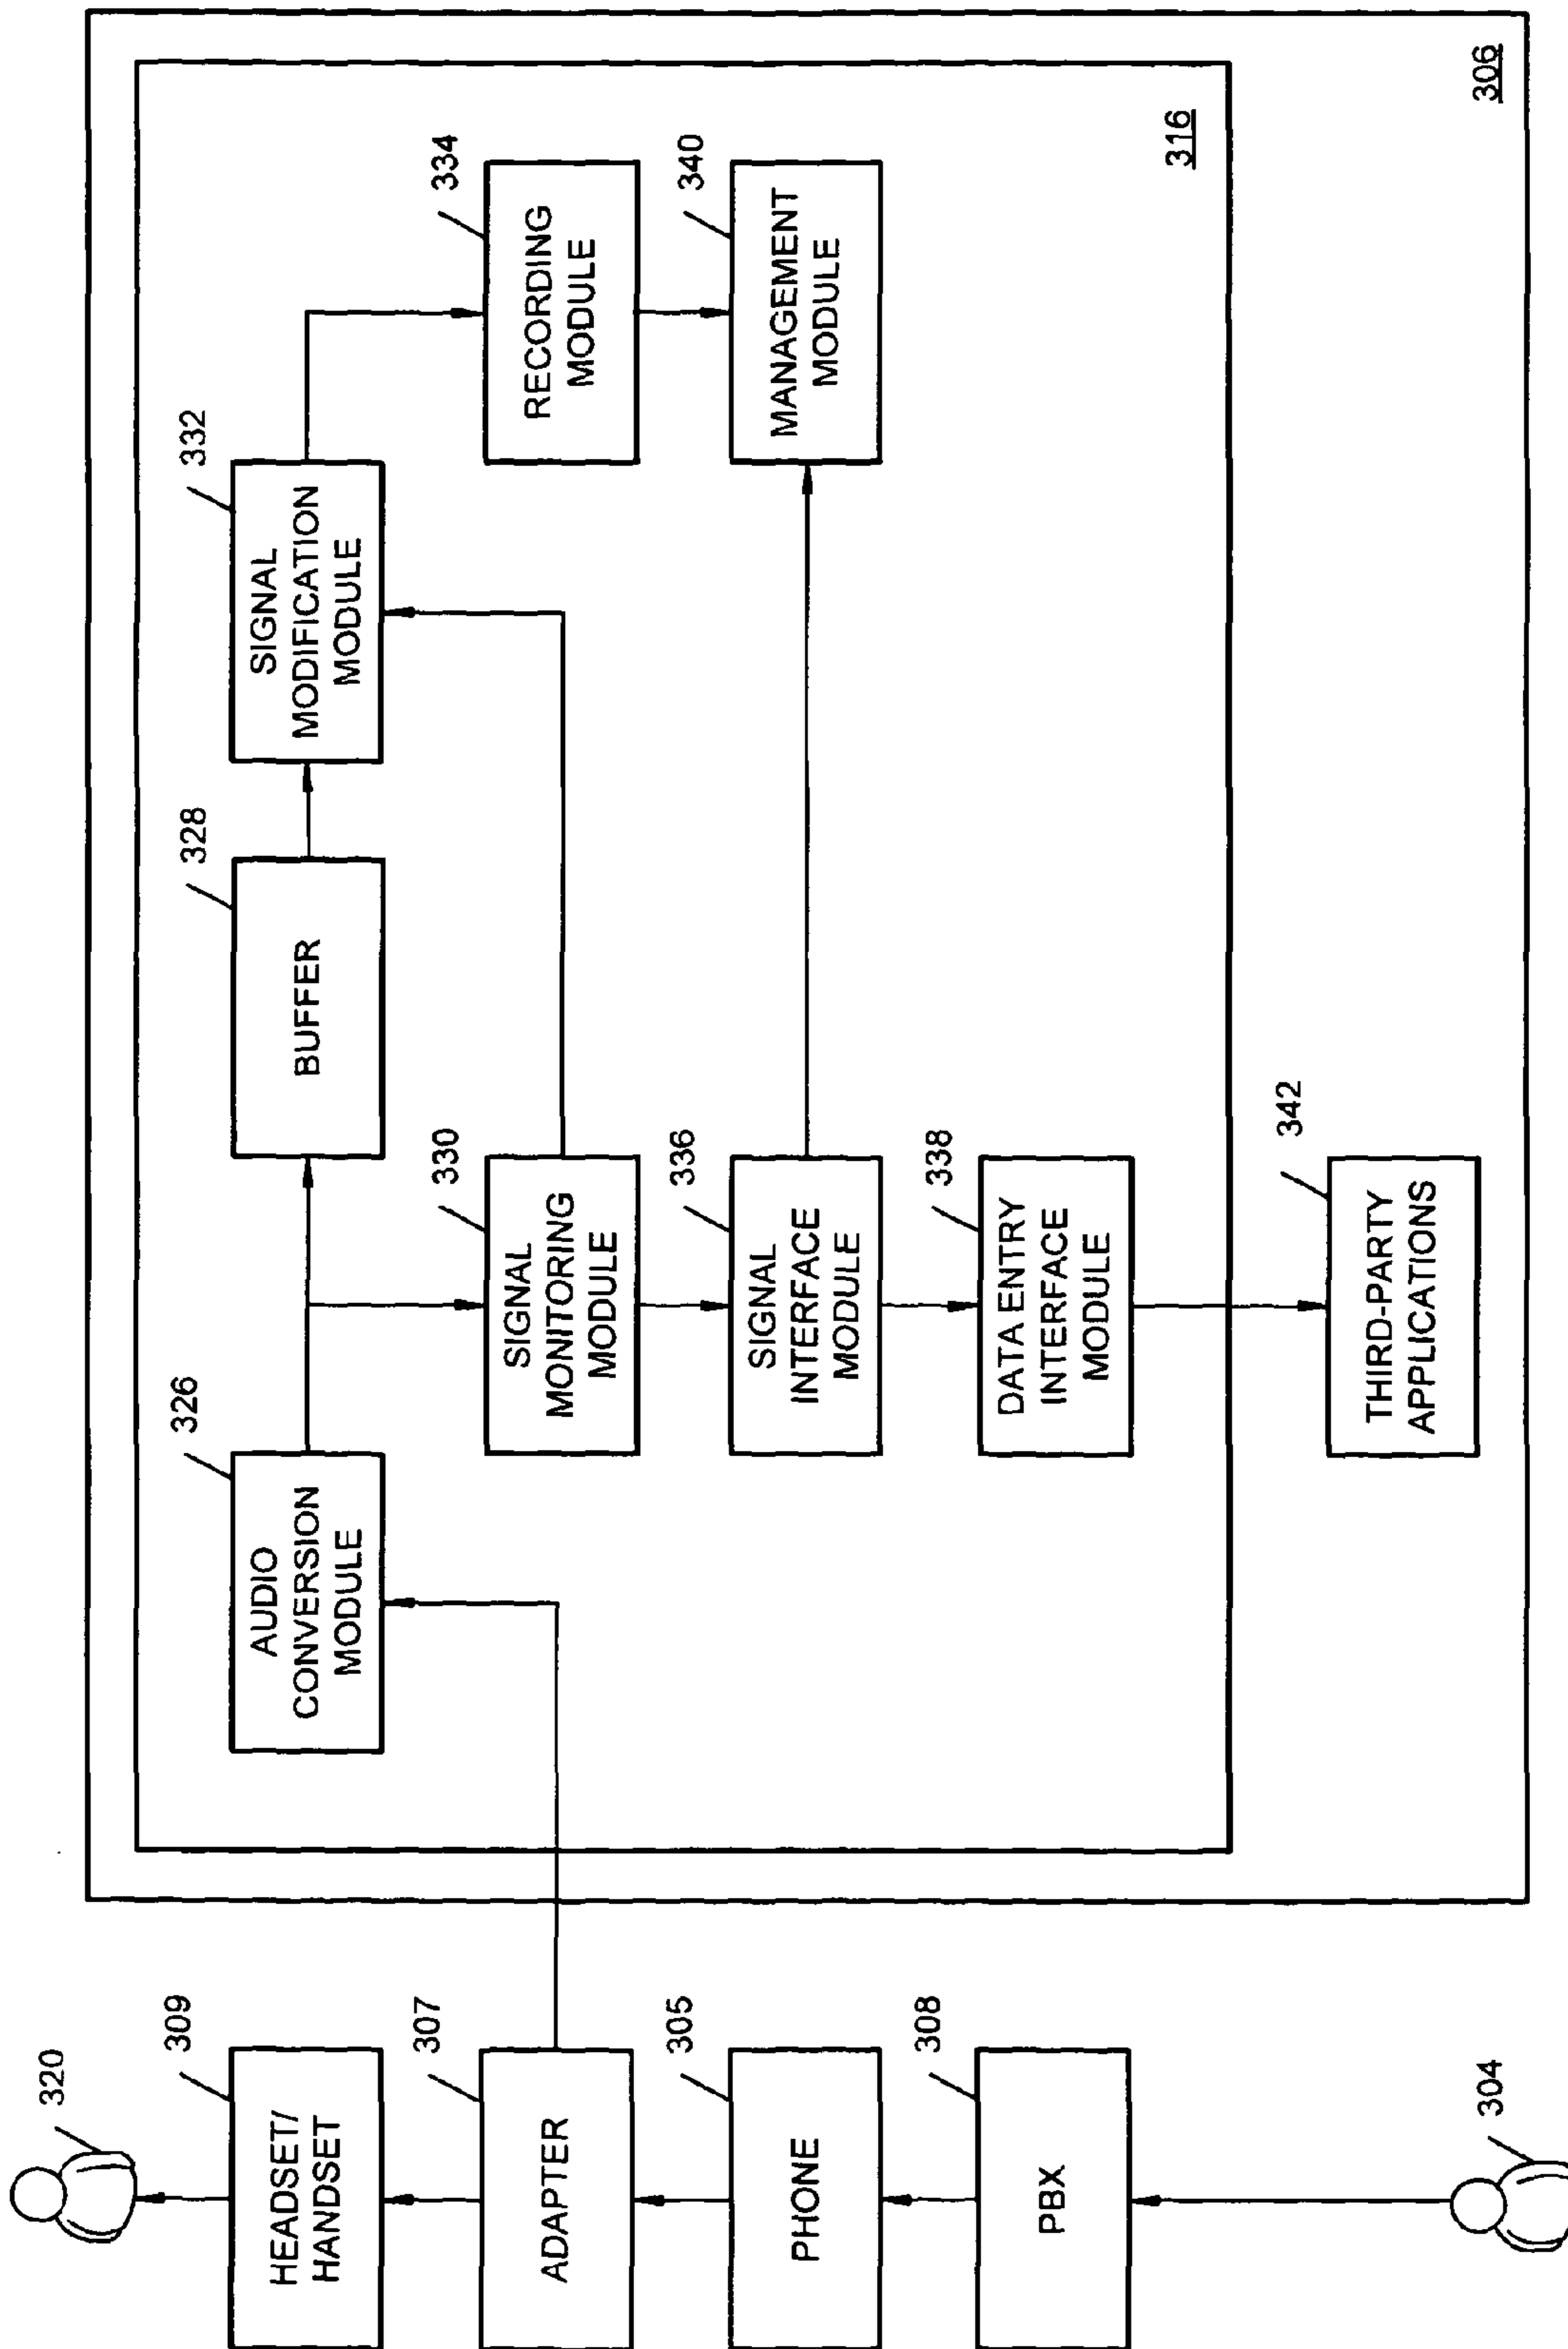 320
309
HEADSET/
HANDSET
307
ADAPTER
305
PHONE
308
PBX
304
326
AUDIO
CONVERSION
MODULE
328
BUFFER
332
SIGNAL
MODIFICATION
MODULE
330
SIGNAL
MONITORING
MODULE
334
RECORDING
MODULE
336
SIGNAL
INTERFACE
MODULE
340
MANAGEMENT
MODULE
338
DATA ENTRY
INTERFACE
MODULE
316
342
THIRD-PARTY
APPLICATIONS
306